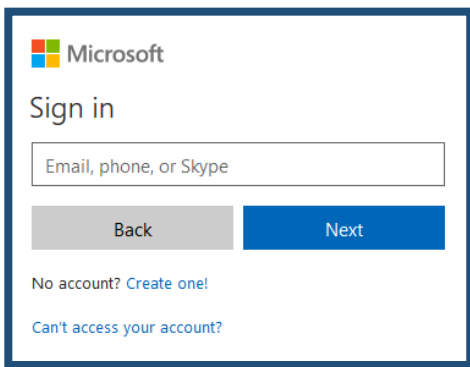 Microsoft
Sign in
Email, phone, or Skype
Back Next
No account? Create one!
Can't access your account?